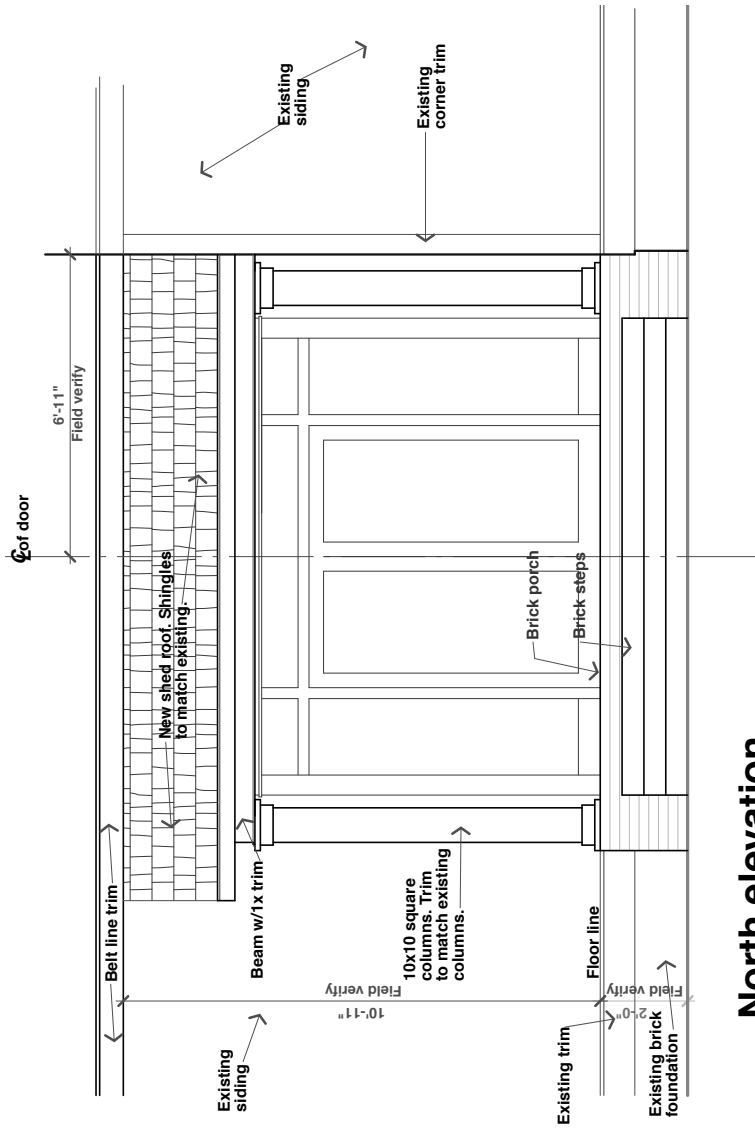 ℄ of door
6'-11"
Field verify
Belt line trim
New shed roof. Shingles
to match existing.
Existing
siding
Existing
siding
Beam w/1x trim
10'-11"
Field verify
10x10 square
columns. Trim
to match existing
columns.
Existing
corner trim
Brick porch
Brick steps
Floor line
Existing trim
2'-0"
Field verify
Existing brick
foundation
North elevation